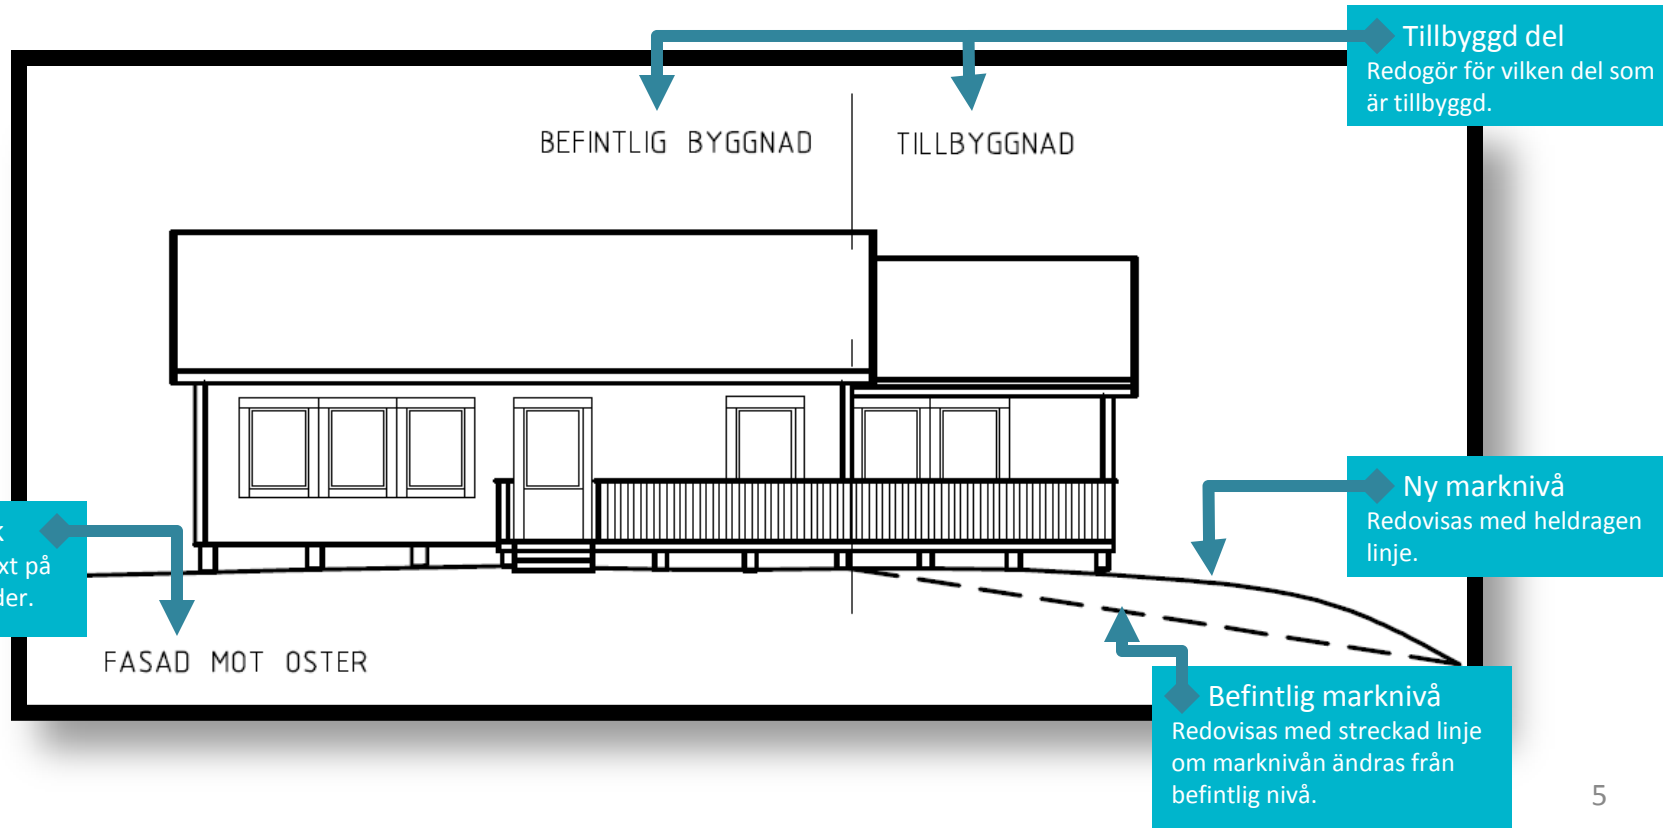 Tillbyggd del
Redogör för vilken del som
är tillbyggd.
BEFINTLIG BYGGNAD
TILLBYGGNAD
Ny marknivå
Redovisas med heldragen
linje.
på
FASAD MOT OSTER
Befintlig marknivå
Redovisas med streckad linje
om marknivån ändras från
befintlig nivå.
5